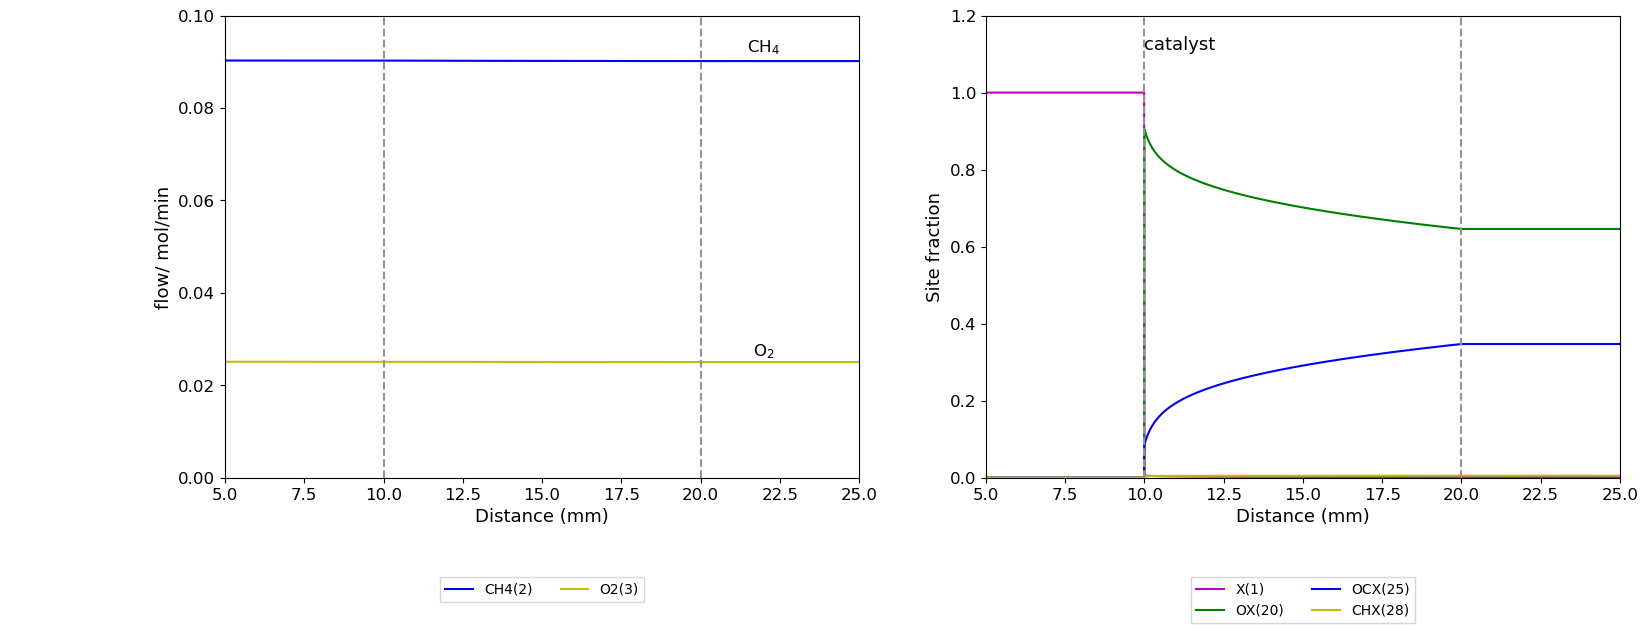 0.10
0.08
0.06
0.04
0.02
0.00
flow/ mol/min
CH4
O2
5.0 7.5 10.0 12.5 15.0 17.5 20.0 22.5 25.0
Distance (mm)
CH4(2) O2(3)
1.2
1.0
0.8
0.6
0.4
0.2
0.0
Site fraction
catalyst
5.0 7.5 10.0 12.5 15.0 17.5 20.0 22.5 25.0
Distance (mm)
X(1) OCX(25)
OX(20) CHX(28)